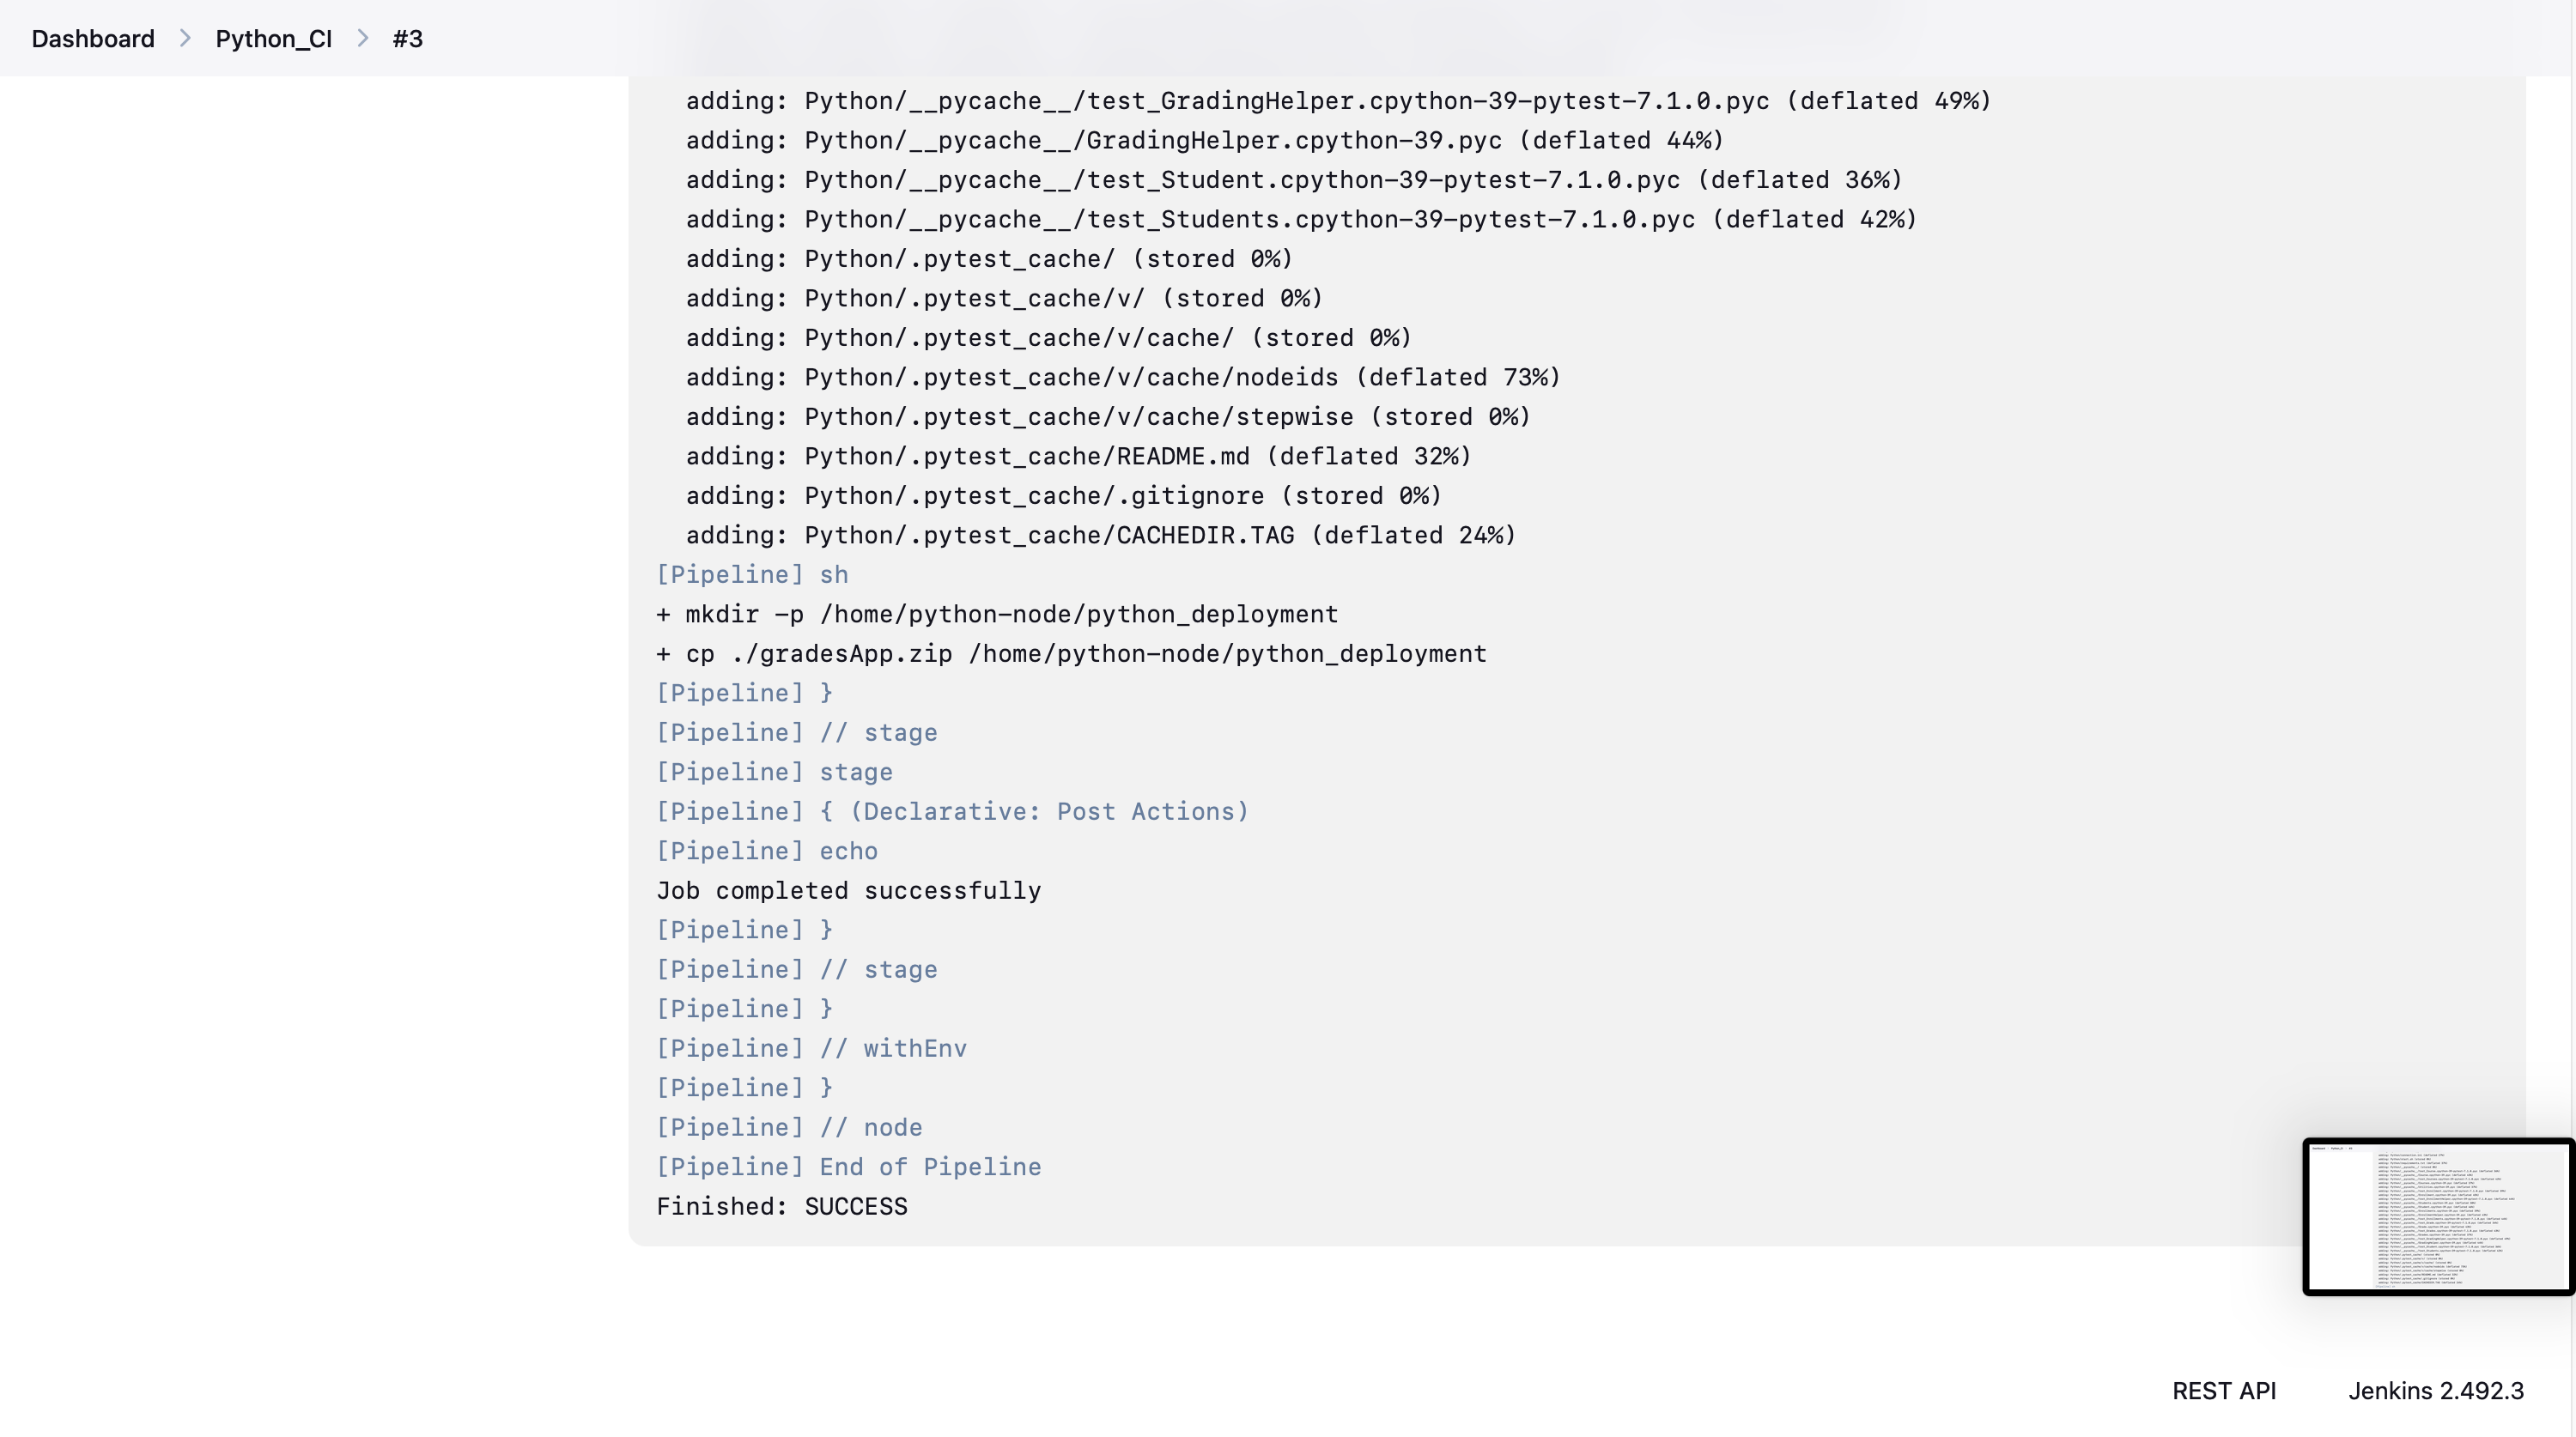 Dashboard > Python_CI > #3
adding: Python/__pycache__/test_GradingHelper.cpython-39-pytest-7.1.0.pyc (deflated 49%)
adding: Python/__pycache__/GradingHelper.cpython-39.pyc (deflated 44%)
adding: Python/__pycache__/test_Student.cpython-39-pytest-7.1.0.pyc (deflated 36%)
adding: Python/__pycache__/test_Students.cpython-39-pytest-7.1.0.pyc (deflated 42%)
adding: Python/.pytest_cache/ (stored 0%)
adding: Python/.pytest_cache/v/ (stored 0%)
adding: Python/.pytest_cache/v/cache/ (stored 0%)
adding: Python/.pytest_cache/v/cache/nodeids (deflated 73%)
adding: Python/.pytest_cache/v/cache/stepwise (stored 0%)
adding: Python/.pytest_cache/README.md (deflated 32%)
adding: Python/.pytest_cache/.gitignore (stored 0%)
adding: Python/.pytest_cache/CACHEDIR.TAG (deflated 24%)
[Pipeline] sh
+ mkdir -p /home/python-node/python_deployment
+ cp ./gradesApp.zip /home/python-node/python_deployment
[Pipeline] }
[Pipeline] // stage
[Pipeline] stage
[Pipeline] { (Declarative: Post Actions)
[Pipeline] echo
Job completed successfully
[Pipeline] }
[Pipeline] // stage
[Pipeline] }
[Pipeline] // withEnv
[Pipeline] }
[Pipeline] // node
[Pipeline] End of Pipeline
Finished: SUCCESS
REST API Jenkins 2.492.3